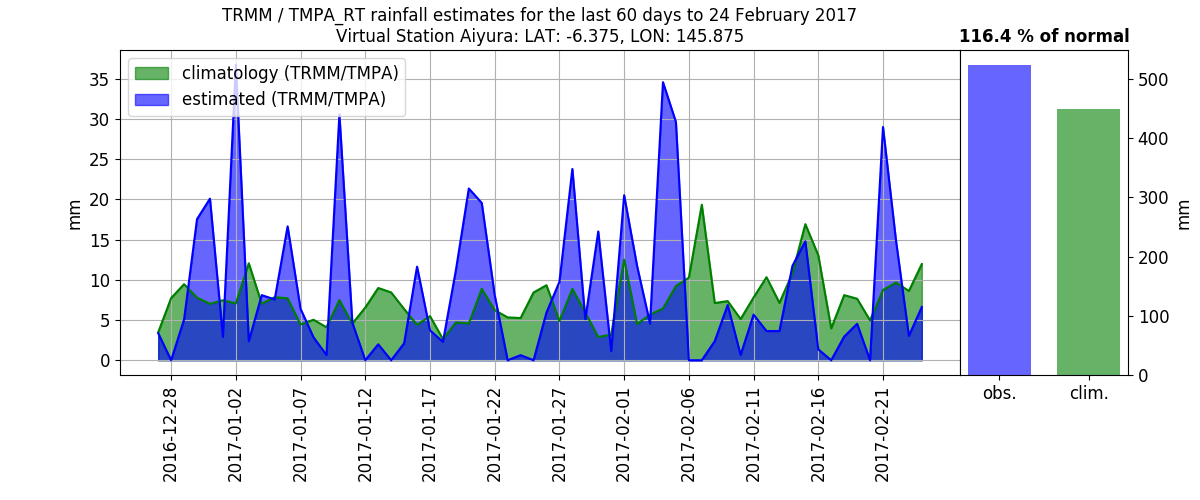 TRMM / TMPA_RT rainfall estimates for the last 60 days to 24 February 2017
Virtual Station Aiyura: LAT: -6.375, LON: 145.875
116.4 % of normal
climatology (TRMM/TMPA)
estimated (TRMM/TMPA)
35
30
25
20
15
10
5
0
mm
2016-12-28
2017-01-02
2017-01-07
2017-01-12
2017-01-17
2017-01-22
2017-01-27
2017-02-01
2017-02-06
2017-02-11
2017-02-16
2017-02-21
500
400
300
200
100
0
mm
obs.
clim.